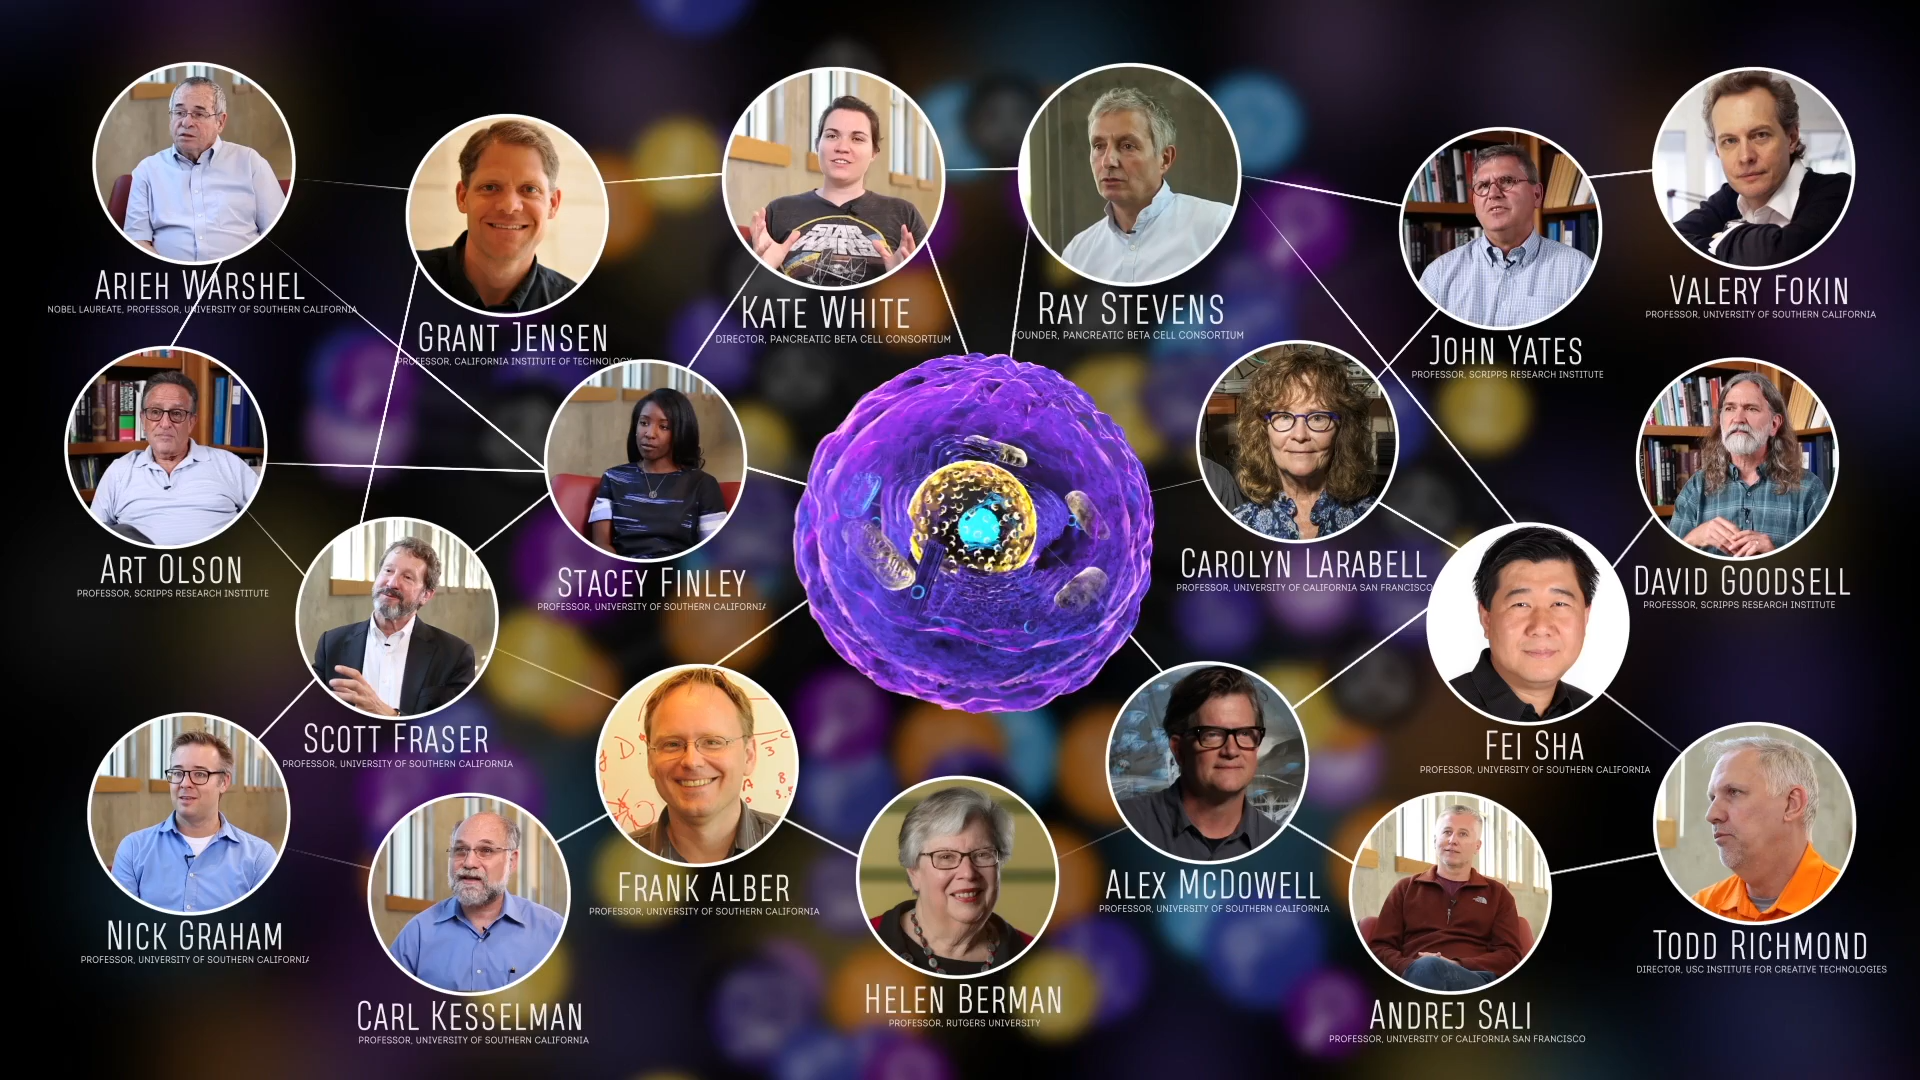 ARIEH WARSHEL
NOBEL LAUREATE, PROFESSOR, UNIVERSITY OF SOUTHERN CALIFORNIA
GRANT JENSEN
PROFESSOR, CALIFORNIA INSTITUTE OF TECHNOLOGY
STAR WARS
KATE WHITE
DIRECTOR, PANCREATIC BETA CELL CONSORTIUM
RAY STEVENS
FOUNDER, PANCREATIC BETA CELL CONSORTIUM
JOHN YATES
PROFESSOR, SCRIPPS RESEARCH INSTITUTE
VALERY FOKIN
PROFESSOR, UNIVERSITY OF SOUTHERN CALIFORNIA
ART OLSON
PROFESSOR, SCRIPPS RESEARCH INSTITUTE
STACEY FINLEY
PROFESSOR, UNIVERSITY OF SOUTHERN CALIFORNIA
CAROLYN LARABELL
PROFESSOR, UNIVERSITY OF CALIFORNIA SAN FRANCISCO
DAVID GOODSELL
PROFESSOR, SCRIPPS RESEARCH INSTITUTE
SCOTT FRASER
PROFESSOR, UNIVERSITY OF SOUTHERN CALIFORNIA
FEI SHA
PROFESSOR, UNIVERSITY OF SOUTHERN CALIFORNIA
NICK GRAHAM
PROFESSOR, UNIVERSITY OF SOUTHERN CALIFORNIA
CARL KESSELMAN
PROFESSOR, UNIVERSITY OF SOUTHERN CALIFORNIA
FRANK ALBER
PROFESSOR, UNIVERSITY OF SOUTHERN CALIFORNIA
HELEN BERMAN
PROFESSOR, RUTGERS UNIVERSITY
ALEX MCDOWELL
PROFESSOR, UNIVERSITY OF SOUTHERN CALIFORNIA
ANDREJ SALI
PROFESSOR, UNIVERSITY OF CALIFORNIA SAN FRANCISCO
TODD RICHMOND
DIRECTOR, USC INSTITUTE FOR CREATIVE TECHNOLOGIES